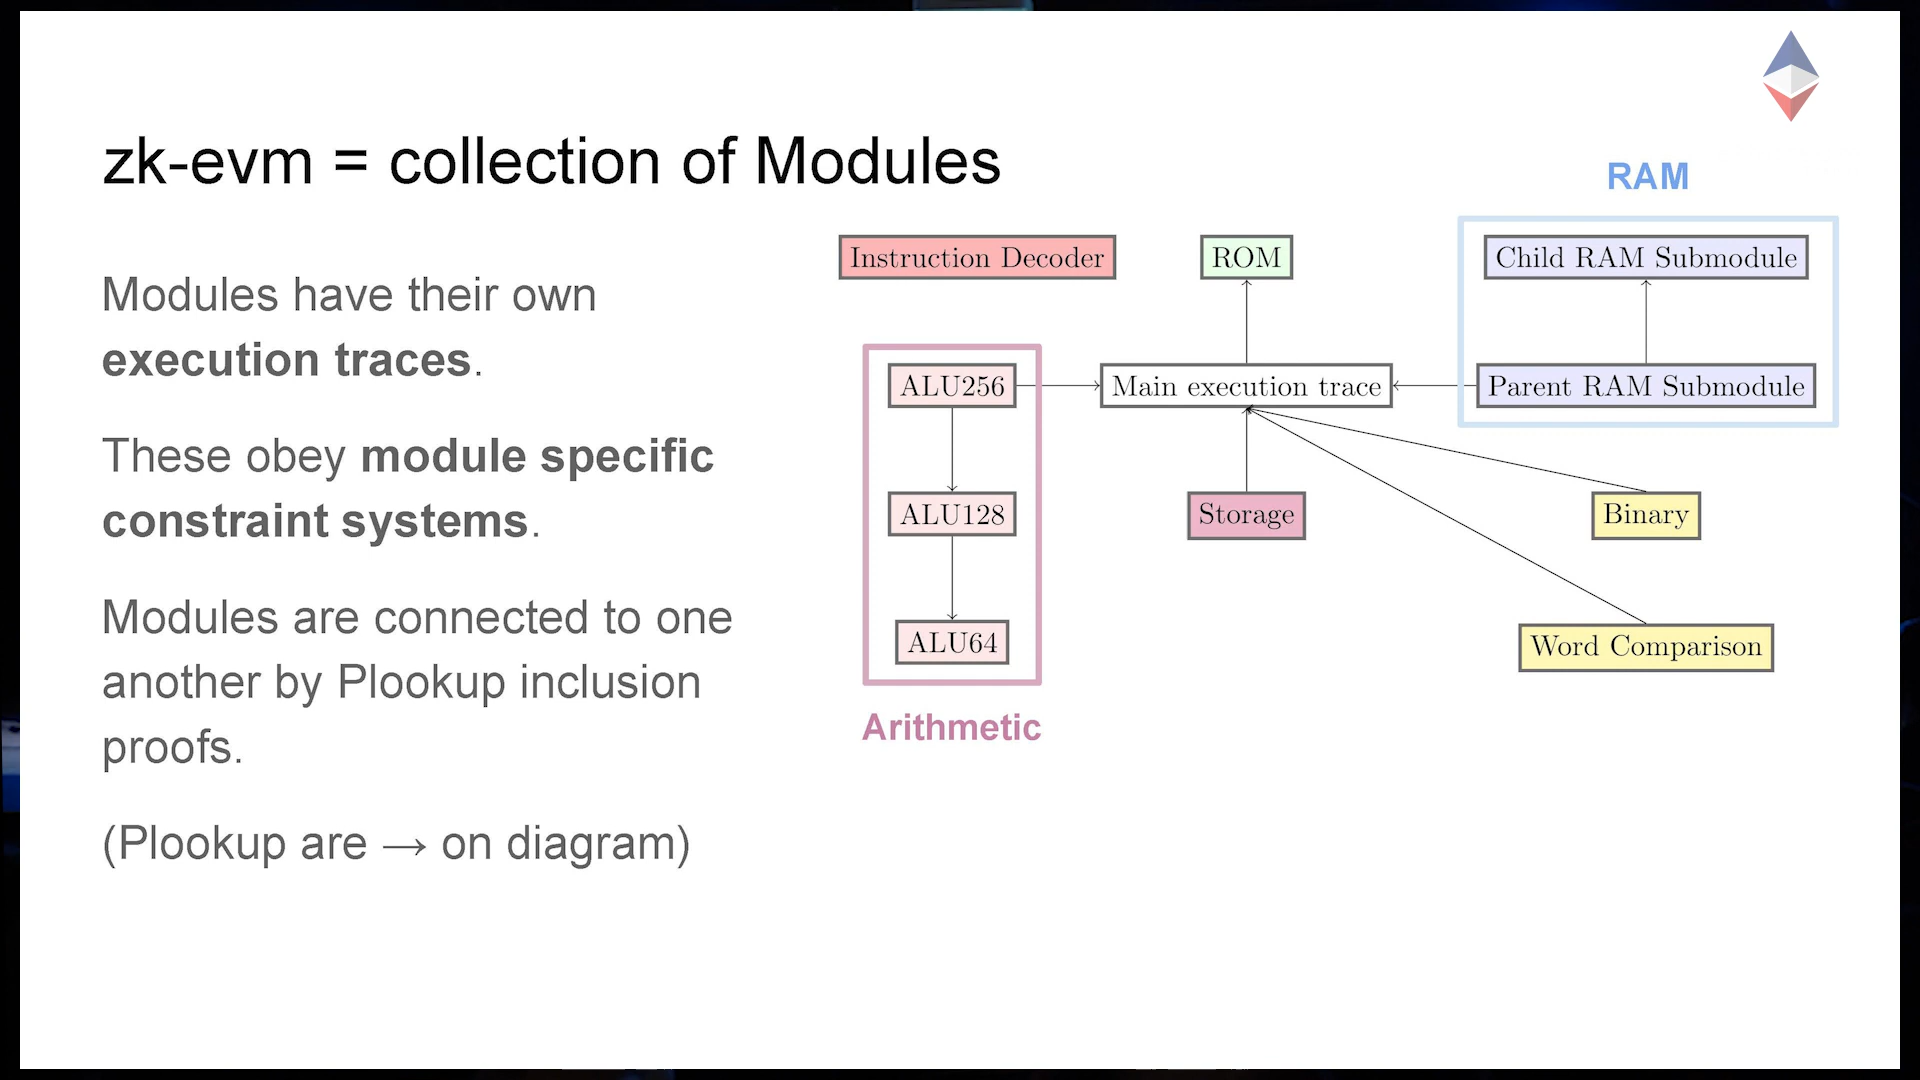 zk-evm = collection of Modules
Modules have their own
execution traces.
These obey module specific
constraint systems.
Modules are connected to one
another by Plookup inclusion
proofs.
(Plookup are → on diagram)
RAM
Instruction Decoder
ROM
Child RAM Submodule
ALU256
Main execution trace
Parent RAM Submodule
ALU128
Storage
Binary
ALU64
Word Comparison
Arithmetic